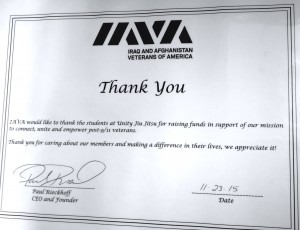 IAVA
IRAQ AND AFGHANISTAN
VETERANS OF AMERICA
Thank You
IAVA would like to thank the students at Unity Jiu Jitsu for raising funds in support of our mission
to connect, unite and empower post-9/11 veterans.
Thank you for caring about our members and making a difference in their lives, we appreciate it!
Paul Rieckhoff
CEO and Founder
11-23-15
Date